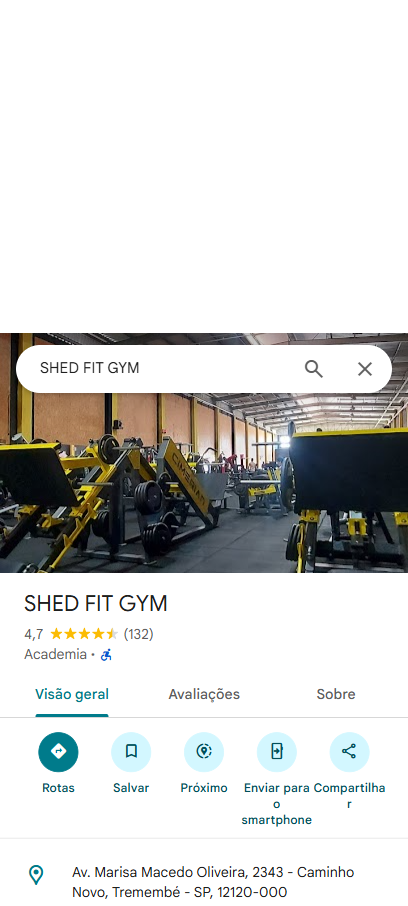 SHED FIT GYM
SHED FIT GYM
4,7 (132)
Academia ·
Visão geral Avaliações Sobre
Rotas Salvar Próximo Enviar para o smartphone Compartilhar
Av. Marisa Macedo Oliveira, 2343 - Caminho
Novo, Tremembé - SP, 12120-000